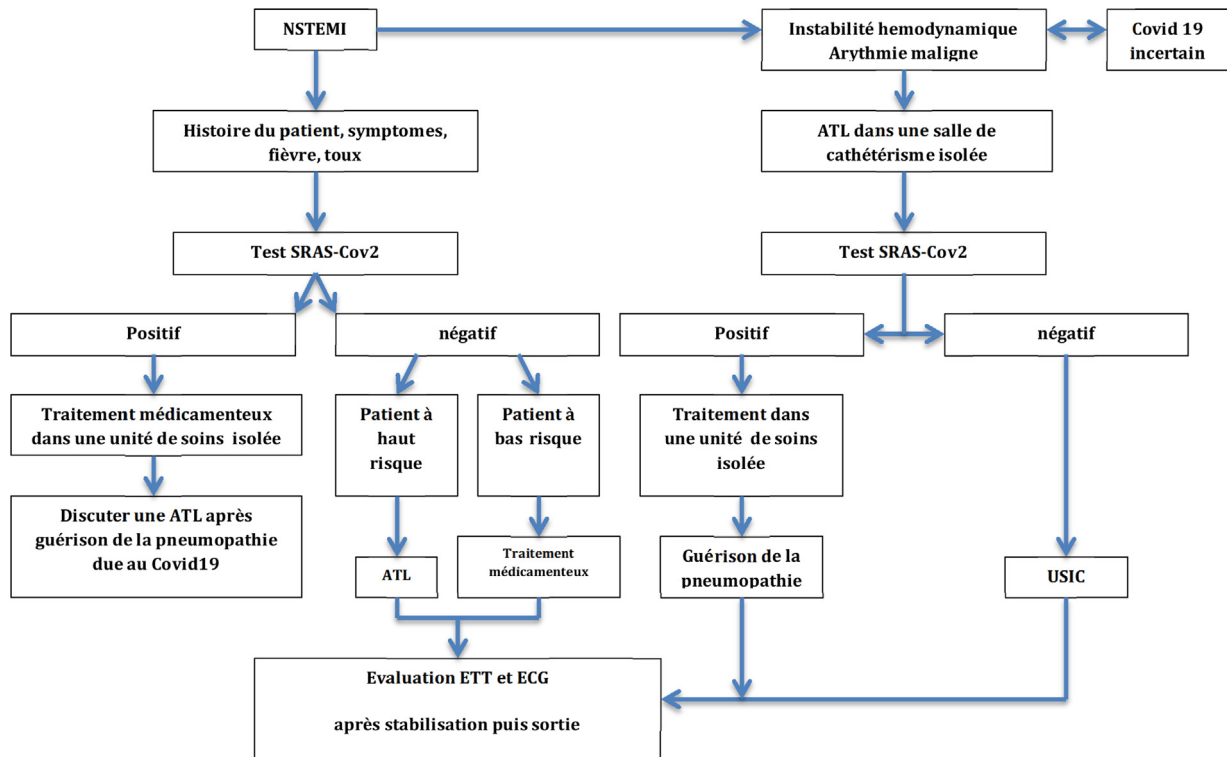 NSTEMI
Instabilité hemodynamique
Arythmie maligne
Covid 19
incertain
Histoire du patient, symptomes,
fièvre, toux
ATL dans une salle de
cathétérisme isolée
Test SRAS-Cov2
Test SRAS-Cov2
Positif
négatif
Positif
négatif
Traitement médicamenteux
dans une unité de soins isolée
Patient à
haut
risque
Patient à
bas risque
Traitement dans
une unité de soins
isolée
Discuter une ATL après
guérison de la pneumopathie
due au Covid19
ATL
Traitement
médicamenteux
Guérison de la
pneumopathie
USIC
Evaluation ETT et ECG
après stabilisation puis sortie